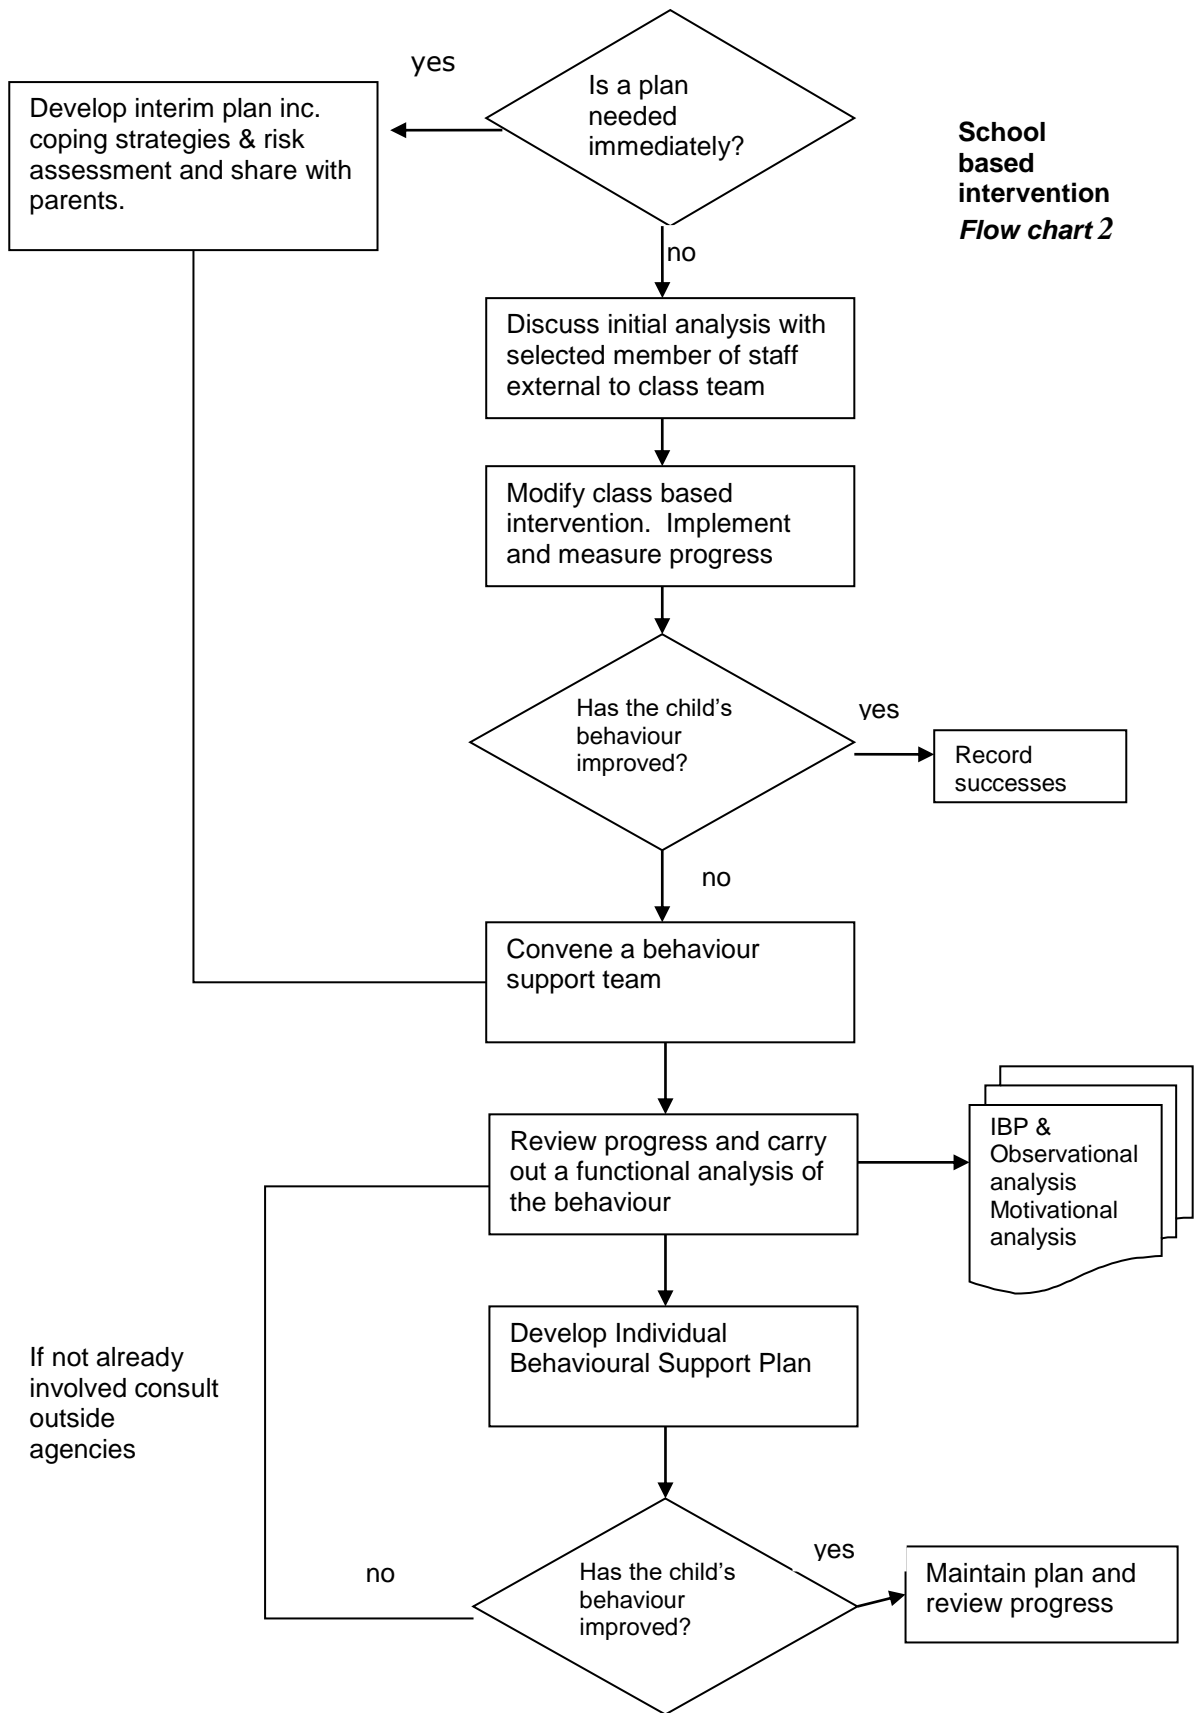 yes
Is a plan
needed
immediately?
Develop interim plan inc.
coping strategies & risk
assessment and share with
parents.
School
based
intervention
Flow chart 2
no
Discuss initial analysis with
selected member of staff
external to class team
Modify class based
intervention.  Implement
and measure progress
Has the child’s
behaviour
improved?
yes
Record
successes
no
Convene a behaviour
support team
Review progress and carry
out a functional analysis of
the behaviour
IBP &
Observational
analysis
Motivational
analysis
Develop Individual
Behavioural Support Plan
If not already
involved consult
outside
agencies
no
Has the child’s
behaviour
improved?
yes
Maintain plan and
review progress